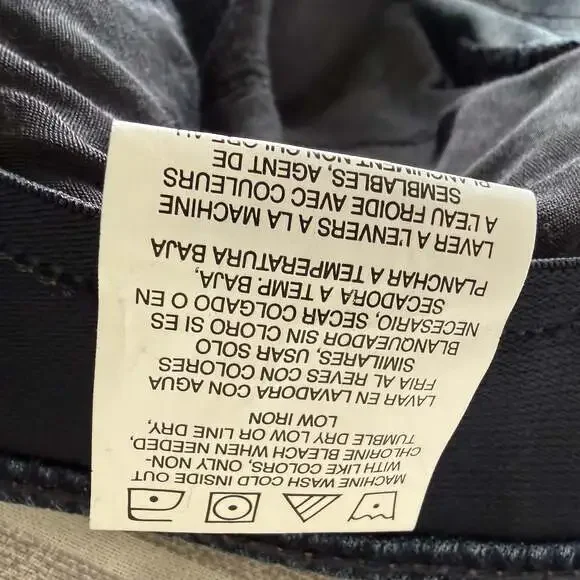 MACHINE WASH COLD INSIDE OUT
WITH LIKE COLORS, ONLY NON-
CHLORINE BLEACH WHEN NEEDED,
TUMBLE DRY LOW OR LINE DRY,
LOW IRON
LAVAR EN LAVADORA CON AGUA
FRIA AL REVES CON COLORES
SIMILARES, USAR SOLO
BLANQUEADOR SIN CLORO SI ES
NECESARIO, SECAR COLGADO O EN
SECADORA A TEMP. BAJA,
PLANCHAR A TEMPERATURA BAJA
LAVER A L'ENVERS A LA MACHINE
A L'EAU FROIDE AVEC COULEURS
SEMBLABLES, AGENT DE